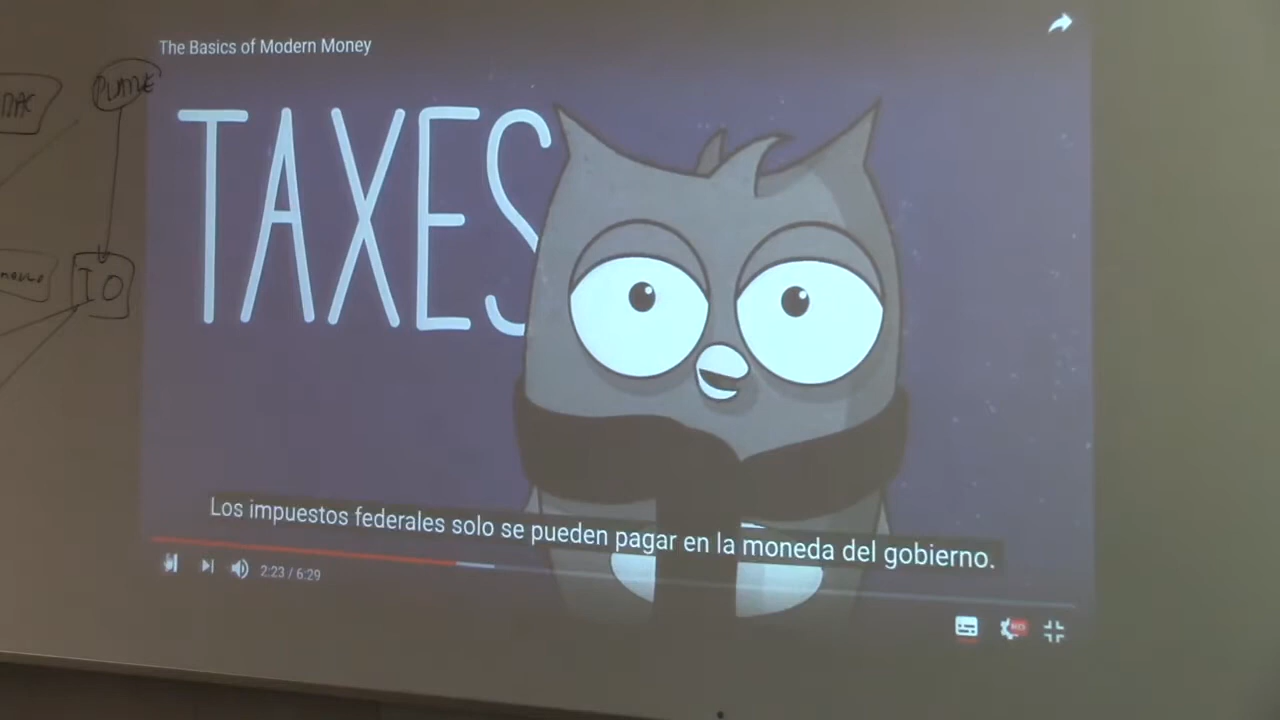 The Basics of Modern Money
TAXES
Los impuestos federales solo se pueden pagar en la moneda del gobierno.
2:23 / 6:29
IO